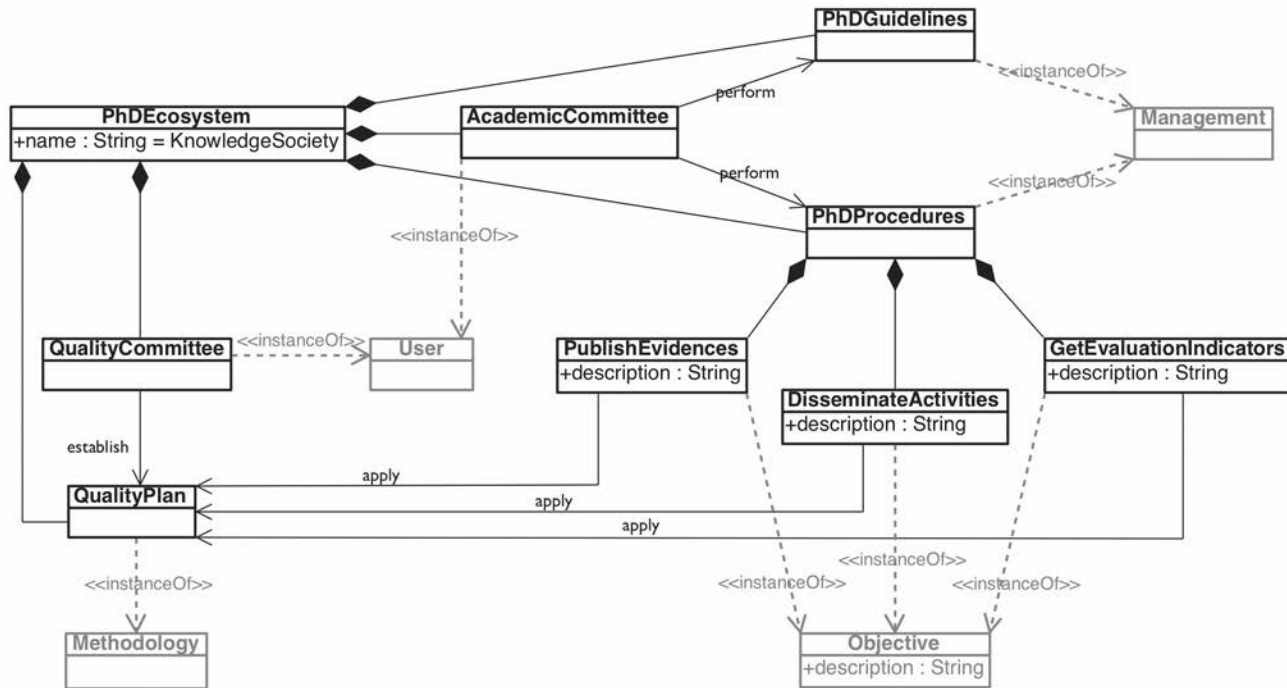 PhDGuidelines
<<instanceOf>>
perform
PhDEcosystem
+name : String = KnowledgeSociety
AcademicCommittee
Management
perform
<<instanceOf>>
PhDProcedures
<<instanceOf>>
<<instanceOf>>
QualityCommittee
User
PublishEvidences
+description : String
GetEvaluationIndicators
+description : String
DisseminateActivities
+description : String
establish
apply
QualityPlan
apply
apply
<<instanceOf>>
<<instanceOf>>
<<instanceOf>>
<<instanceOf>>
Methodology
Objective
+description : String